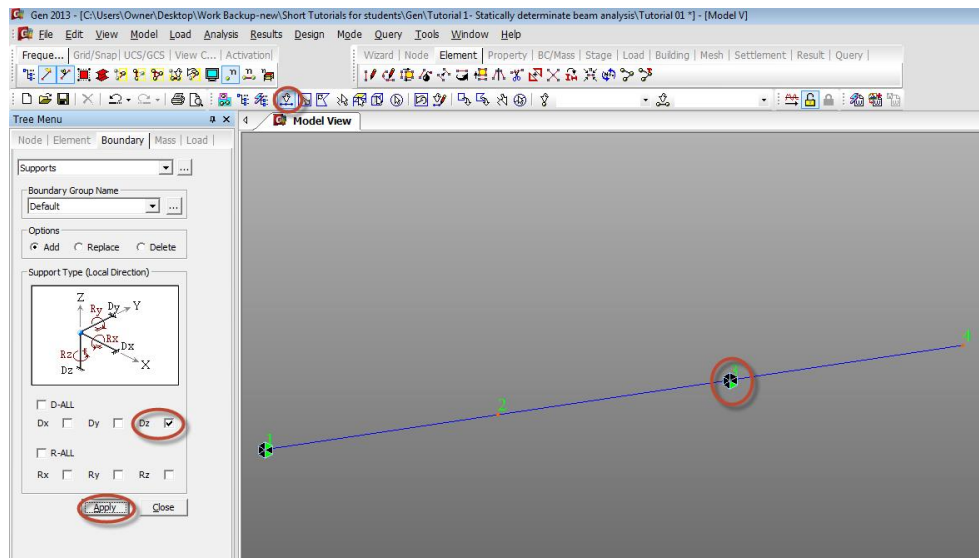 Gen 2013 - [C:\Users\Owner\Desktop\Work Backup-new\Short Tutorials for students\Gen\Tutorial 1- Statically determinate beam analysis\Tutorial 01 *] - [Model V]
File Edit View Model Load Analysis Results Design Mode Query Tools Window Help
Freque... | Grid/Snap | UCS/GCS | View C... | Activation | Wizard | Node | Element | Property | BC/Mass | Stage | Load | Building | Mesh | Settlement | Result | Query |
Tree Menu
Model View
Node | Element | Boundary | Mass | Load |
Supports
...
Boundary Group Name
Default
...
Options
Add Replace Delete
Support Type (Local Direction)
Z
Ry Dy Y
Rx Dx
Rz X
Dz
D-ALL
Dx Dy Dz
R-ALL
Rx Ry Rz
Apply Close
1
2
3
4